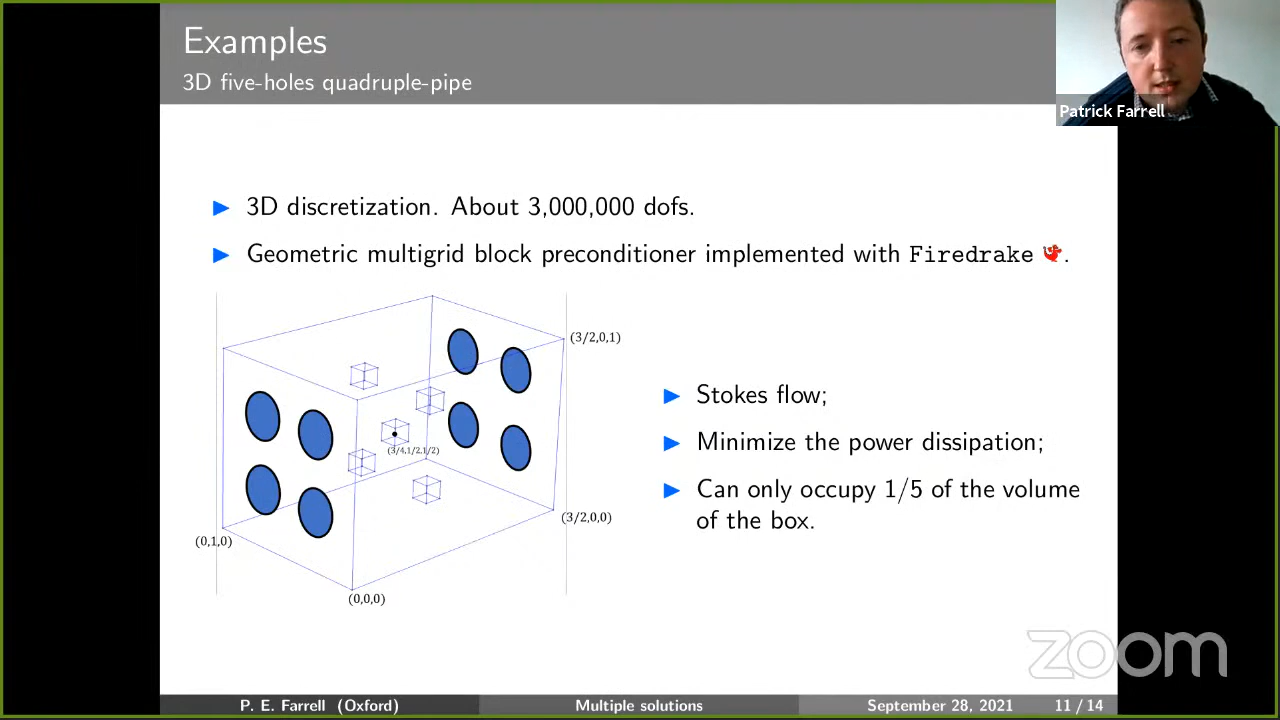 Examples
3D five-holes quadruple-pipe
Patrick Farrell
3D discretization. About 3,000,000 dofs.
Geometric multigrid block preconditioner implemented with Firedrake .
(3/2,0,1)
(3/4,1/2,1/2)
(3/2,0,0)
(0,1,0)
(0,0,0)
Stokes flow;
Minimize the power dissipation;
Can only occupy 1/5 of the volume
of the box.
zoom
P. E. Farrell (Oxford) Multiple solutions September 28, 2021 11 / 14